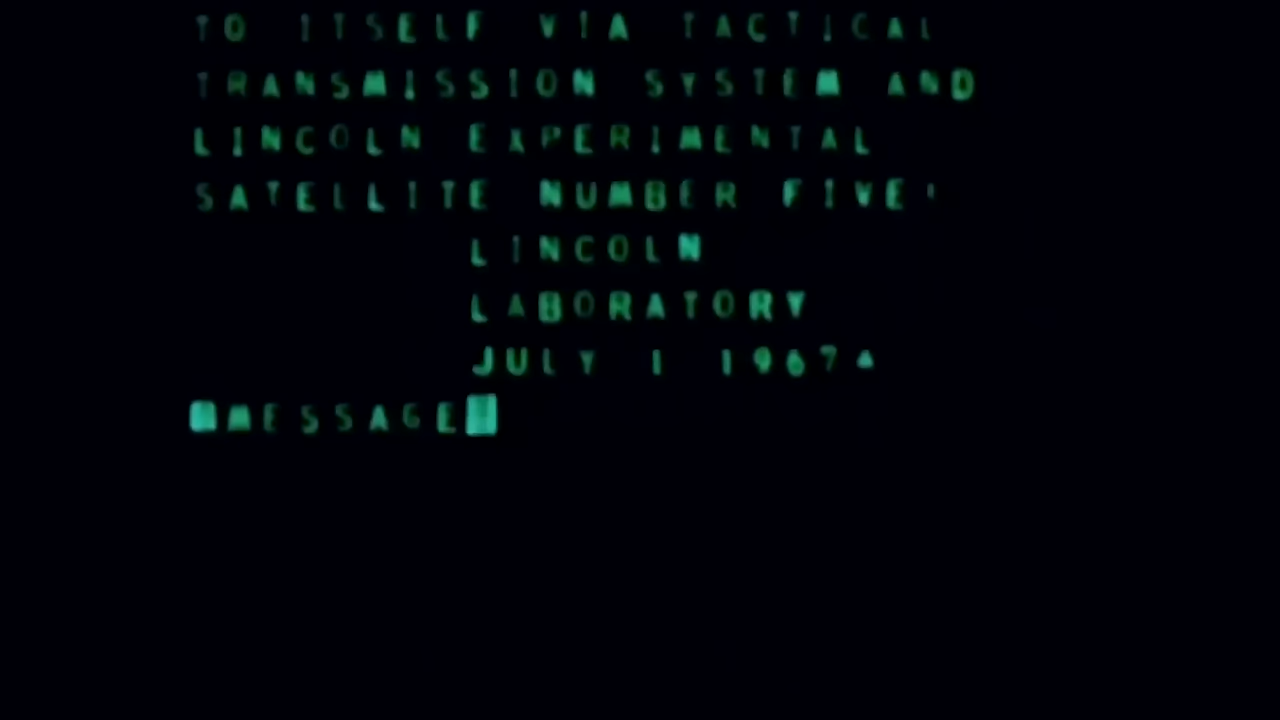 TO ITSELF VIA TACTICAL
TRANSMISSION SYSTEM AND
LINCOLN EXPERIMENTAL
SATELLITE NUMBER FIVE'
LINCOLN
LABORATORY
JULY 1 1967
MESSAGE